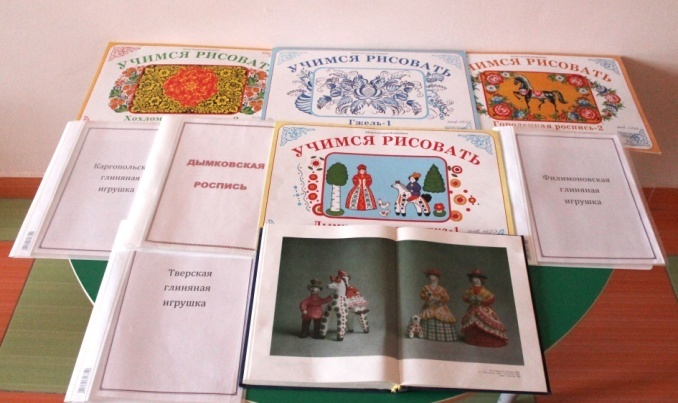 УЧИМСЯ РИСОВАТЬ
УЧИМСЯ РИСОВАТЬ
Гжель-1
УЧИМСЯ РИСОВАТЬ
Городецкая роспись-2
Каргопольская
глиняная
игрушка
ДЫМКОВСКАЯ
РОСПИСЬ
УЧИМСЯ РИСОВАТЬ
Филимоновская
глиняная
игрушка
Тверская
глиняная
игрушка